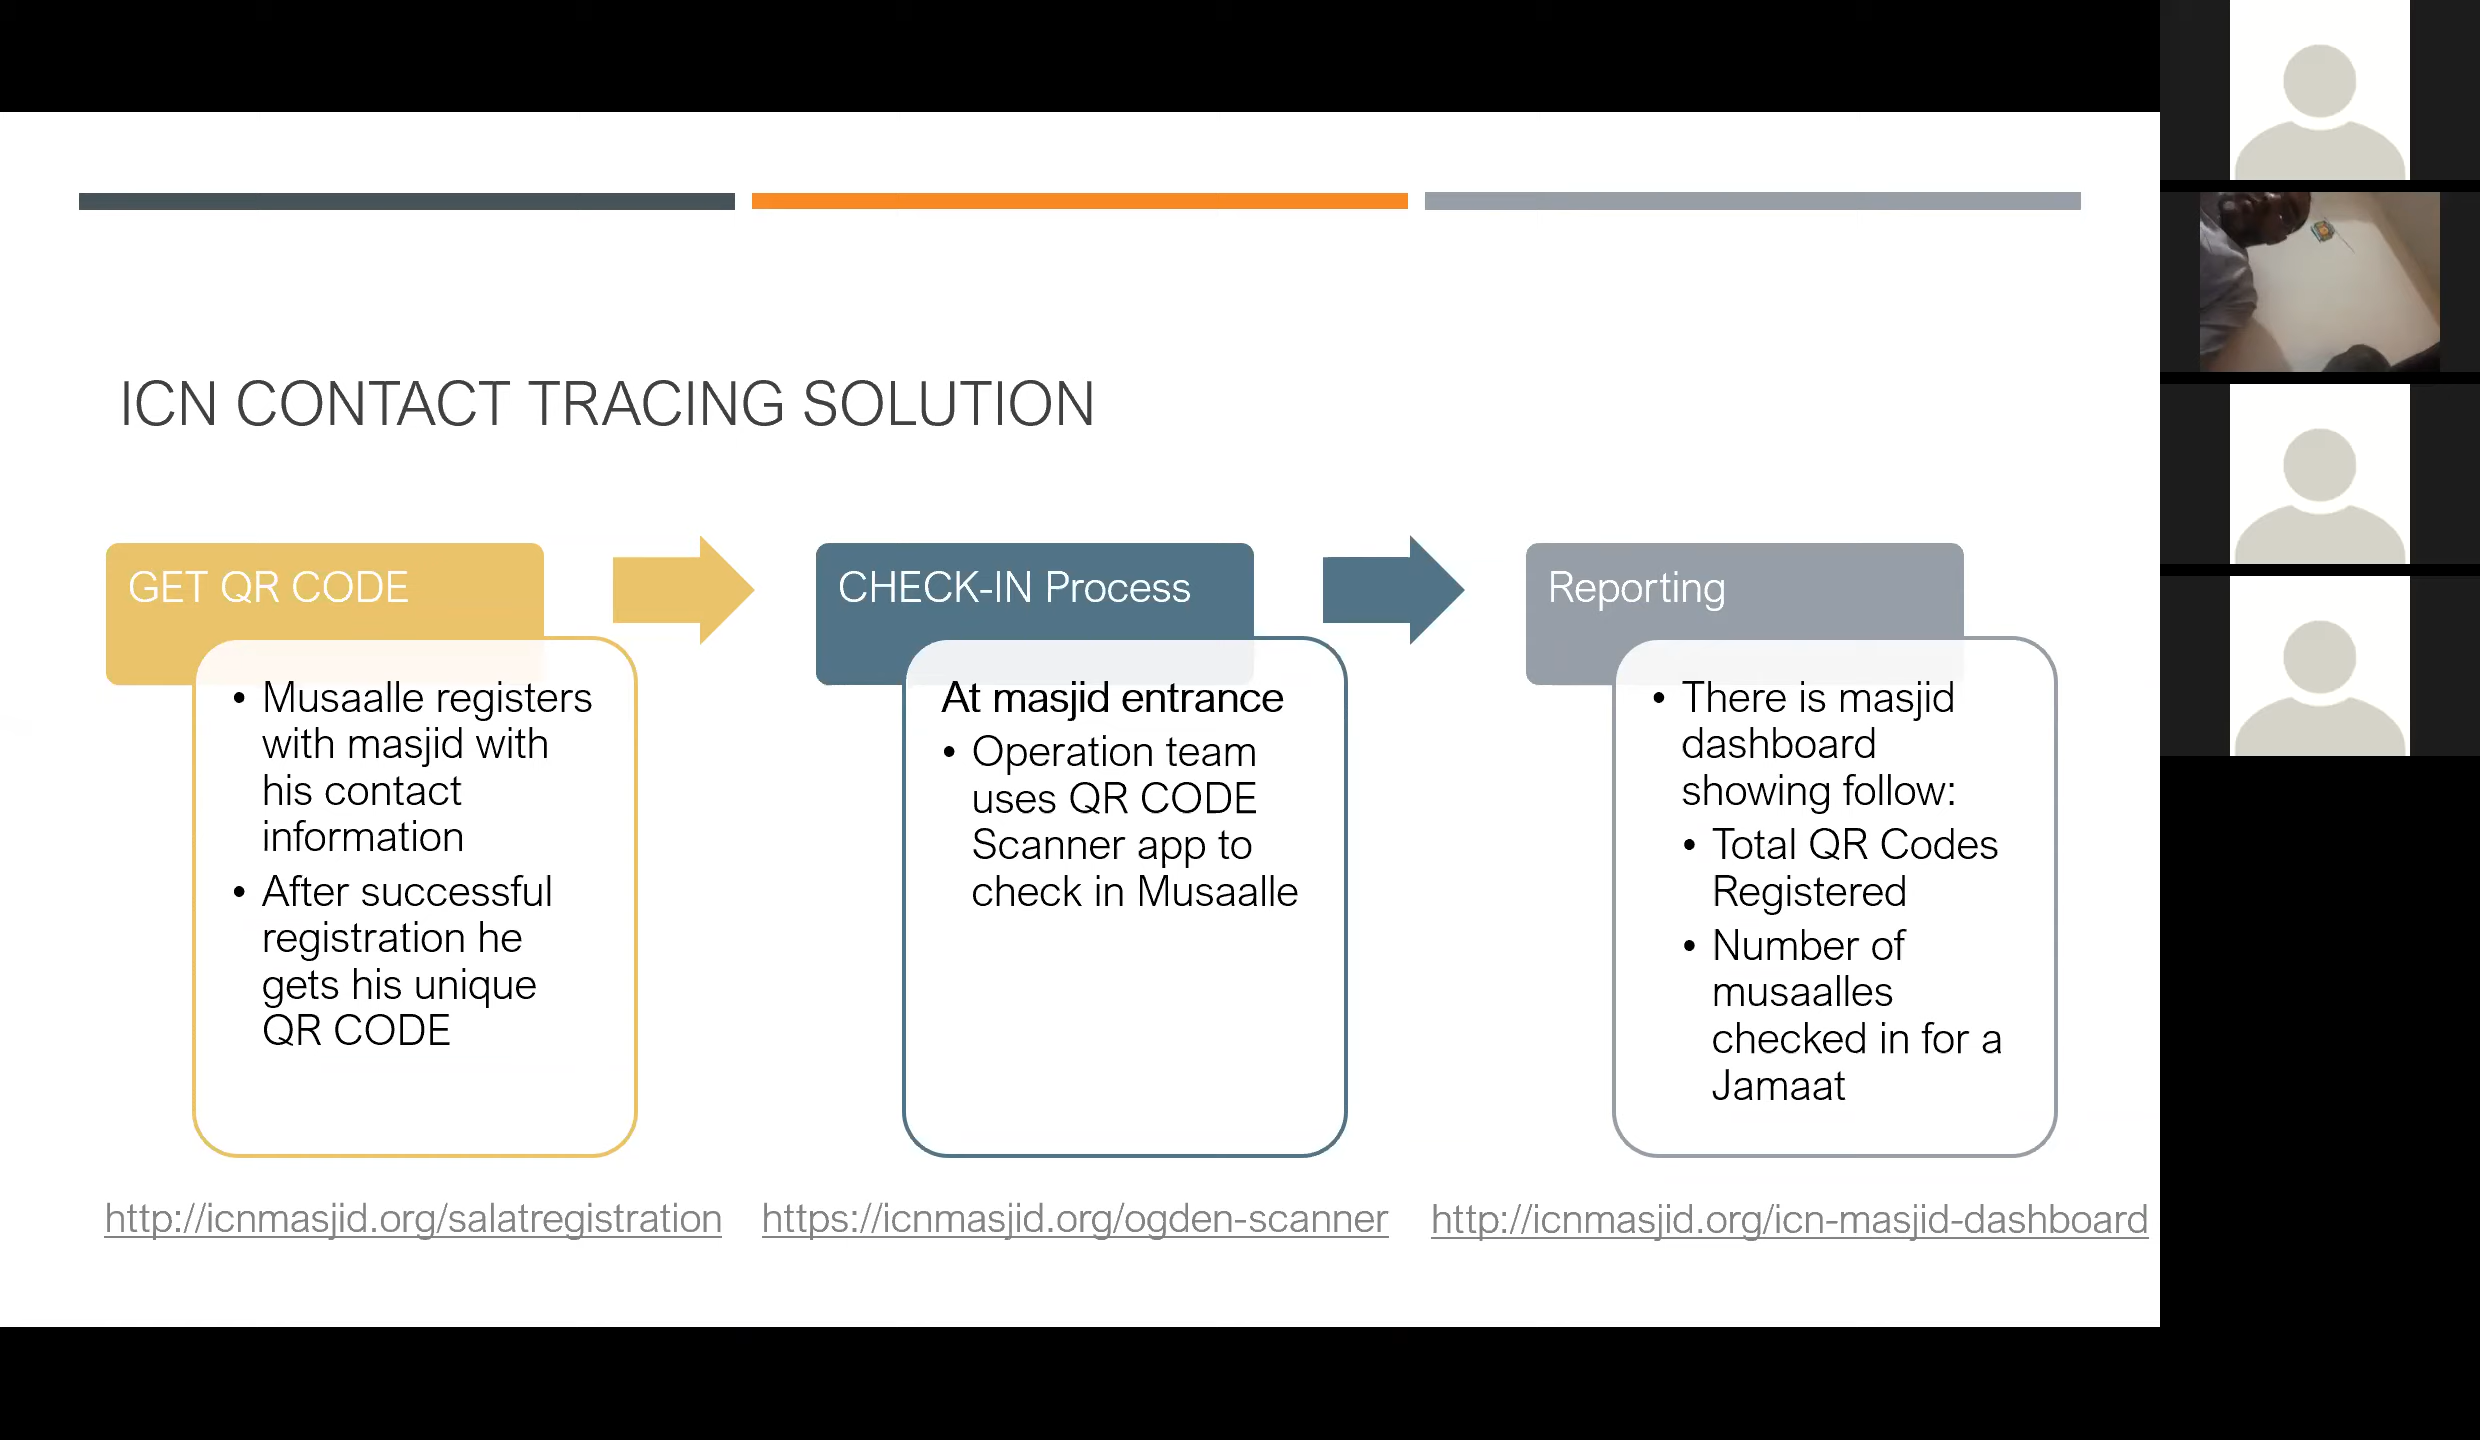 ICN CONTACT TRACING SOLUTION
GET QR CODE
• Musaalle registers
with masjid with
his contact
information
• After successful
registration he
gets his unique
QR CODE
CHECK-IN Process
At masjid entrance
• Operation team
uses QR CODE
Scanner app to
check in Musaalle
Reporting
• There is masjid
dashboard
showing follow:
• Total QR Codes
Registered
• Number of
musaalles
checked in for a
Jamaat
http://icnmasjid.org/salatregistration
https://icnmasjid.org/ogden-scanner
http://icnmasjid.org/icn-masjid-dashboard